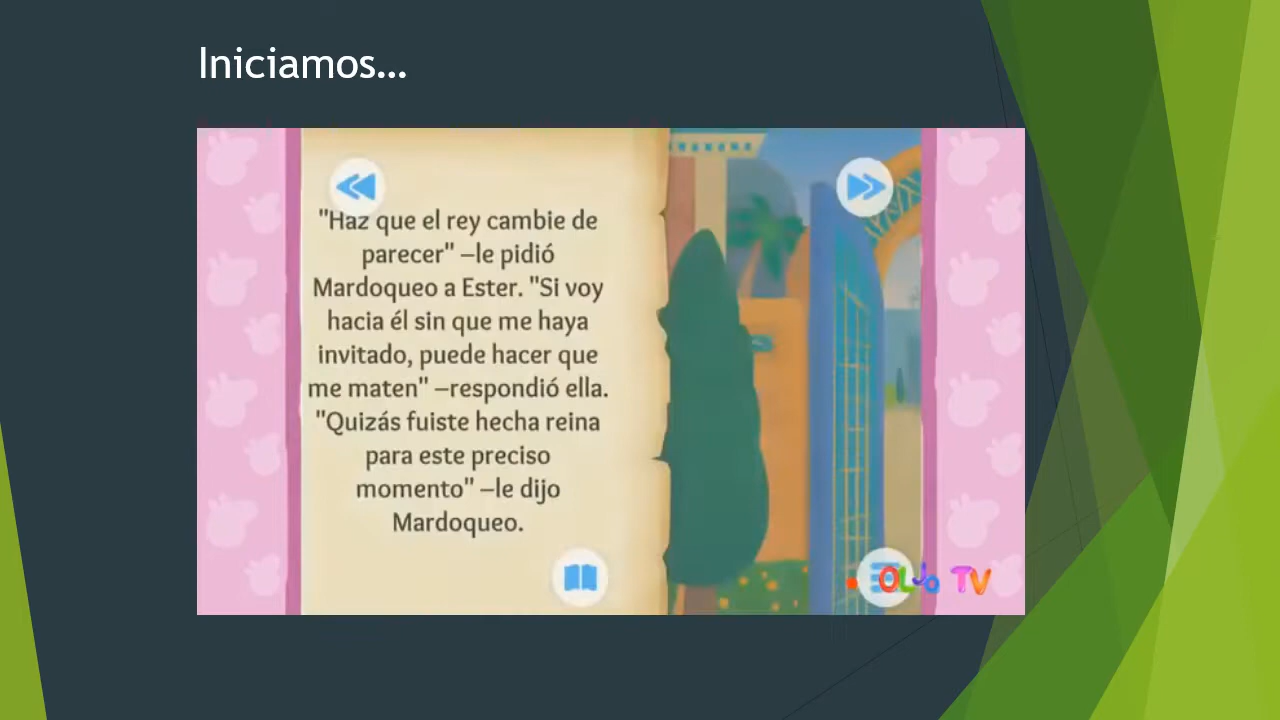 Iniciamos...
"Haz que el rey cambie de
parecer" –le pidió
Mardoqueo a Ester. "Si voy
hacia él sin que me haya
invitado, puede hacer que
me maten" –respondió ella.
"Quizás fuiste hecha reina
para este preciso
momento" –le dijo
Mardoqueo.
TV